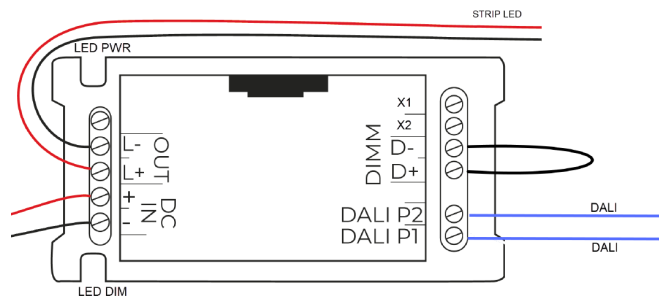 STRIP LED
LED PWR
L-
L+
OUT
+
-
DC IN
X1
X2
D-
D+
DIMM
DALI P2
DALI P1
DALI
DALI
LED DIM